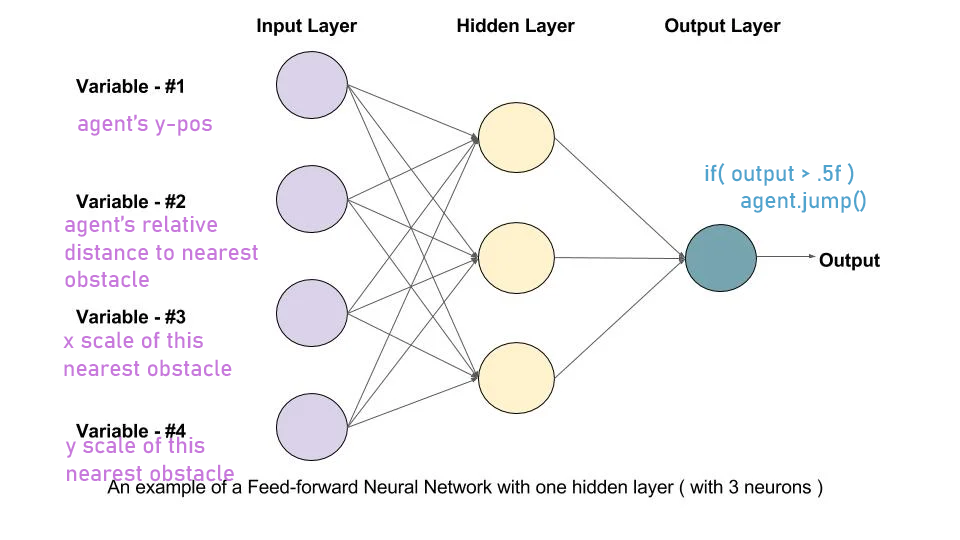 Input Layer
Hidden Layer
Output Layer
Variable - #1
agent's y-pos
Variable - #2
agent's relative
distance to nearest
obstacle
Variable - #3
x scale of this
nearest obstacle
Variable - #4
y scale of this
nearest obstacle
if( output > .5f )
agent.jump()
Output
An example of a Feed-forward Neural Network with one hidden layer ( with 3 neurons )